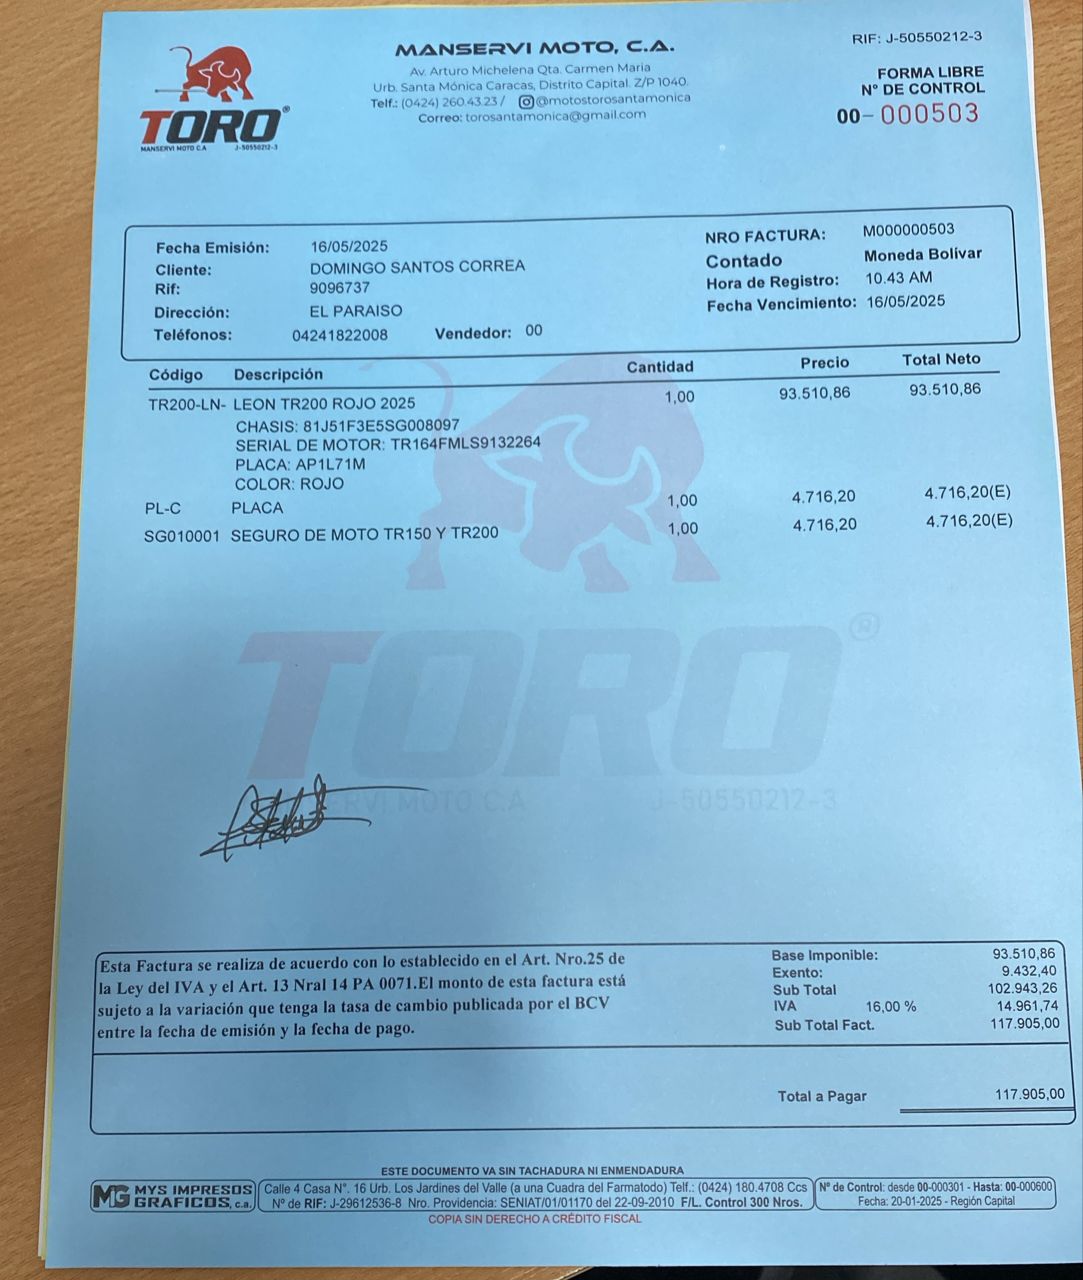 TORO®
MANSERVI MOTO C.A J-50550212-3
MANSERVI MOTO, C.A.
Av. Arturo Michelena Qta. Carmen Maria
Urb. Santa Mónica Caracas, Distrito Capital. Z/P 1040.
Telf.: (0424) 260.43.23 / @motostorosantamonica
Correo: torosantamonica@gmail.com
RIF: J-50550212-3
FORMA LIBRE
N° DE CONTROL
00- 000503
Fecha Emisión: 16/05/2025
Cliente: DOMINGO SANTOS CORREA
Rif: 9096737
Dirección: EL PARAISO
Teléfonos: 04241822008 Vendedor: 00
NRO FACTURA: M000000503
Contado Moneda Bolívar
Hora de Registro: 10.43 AM
Fecha Vencimiento: 16/05/2025
Código Descripción Cantidad Precio Total Neto
TR200-LN- LEON TR200 ROJO 2025 1,00 93.510,86 93.510,86
CHASIS: 81J51F3E5SG008097
SERIAL DE MOTOR: TR164FMLS9132264
PLACA: AP1L71M
COLOR: ROJO
PL-C PLACA 1,00 4.716,20 4.716,20(E)
SG010001 SEGURO DE MOTO TR150 Y TR200 1,00 4.716,20 4.716,20(E)
TORO®
SERVI MOTO C.A J-50550212-3
Esta Factura se realiza de acuerdo con lo establecido en el Art. Nro.25 de
la Ley del IVA y el Art. 13 Nral 14 PA 0071.El monto de esta factura está
sujeto a la variación que tenga la tasa de cambio publicada por el BCV
entre la fecha de emisión y la fecha de pago.
Base Imponible: 93.510,86
Exento: 9.432,40
Sub Total 102.943,26
IVA 16,00 % 14.961,74
Sub Total Fact. 117.905,00
Total a Pagar 117.905,00
ESTE DOCUMENTO VA SIN TACHADURA NI ENMENDADURA
MG MYS IMPRESOS
GRAFICOS, c.a.
Calle 4 Casa N°. 16 Urb. Los Jardines del Valle (a una Cuadra del Farmatodo) Telf.: (0424) 180.4708 Ccs
N° de RIF: J-29612536-8 Nro. Providencia: SENIAT/01/01170 del 22-09-2010 F/L. Control 300 Nros.
N° de Control: desde 00-000301 - Hasta: 00-000600
Fecha: 20-01-2025 - Región Capital
COPIA SIN DERECHO A CRÉDITO FISCAL